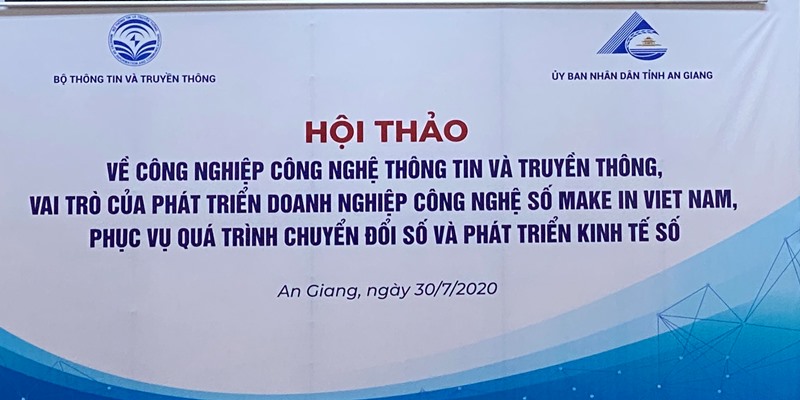 BỘ THÔNG TIN VÀ TRUYỀN THÔNG
ỦY BAN NHÂN DÂN TỈNH AN GIANG
HỘI THẢO
VỀ CÔNG NGHIỆP CÔNG NGHỆ THÔNG TIN VÀ TRUYỀN THÔNG,
VAI TRÒ CỦA PHÁT TRIỂN DOANH NGHIỆP CÔNG NGHỆ SỐ MAKE IN VIET NAM,
PHỤC VỤ QUÁ TRÌNH CHUYỂN ĐỔI SỐ VÀ PHÁT TRIỂN KINH TẾ SỐ
An Giang, ngày 30/7/2020